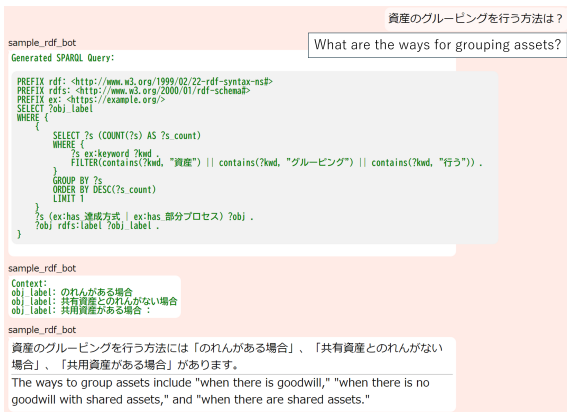 資産のグルーピングを行う方法は？
What are the ways for grouping assets?
sample_rdf_bot
Generated SPARQL Query:
PREFIX rdf: <http://www.w3.org/1999/02/22-rdf-syntax-ns#>
PREFIX rdfs: <http://www.w3.org/2000/01/rdf-schema#>
PREFIX ex: <https://example.org/>
SELECT ?obj_label
WHERE {
{
SELECT ?s (COUNT(?s) AS ?s_count)
WHERE {
?s ex:keyword ?kwd .
FILTER(contains(?kwd, "資産") || contains(?kwd, "グルーピング") || contains(?kwd, "行う")) .
}
GROUP BY ?s
ORDER BY DESC(?s_count)
LIMIT 1
}
?s (ex:has_達成方式 | ex:has_部分プロセス) ?obj .
?obj rdfs:label ?obj_label .
}
sample_rdf_bot
Context:
obj_label: のれんがある場合
obj_label: 共有資産とのれんがない場合
obj_label: 共用資産がある場合 :
sample_rdf_bot
資産のグルーピングを行う方法には「のれんがある場合」、「共有資産とのれんがない
場合」、「共用資産がある場合」があります。
The ways to group assets include "when there is goodwill," "when there is no
goodwill with shared assets," and "when there are shared assets."